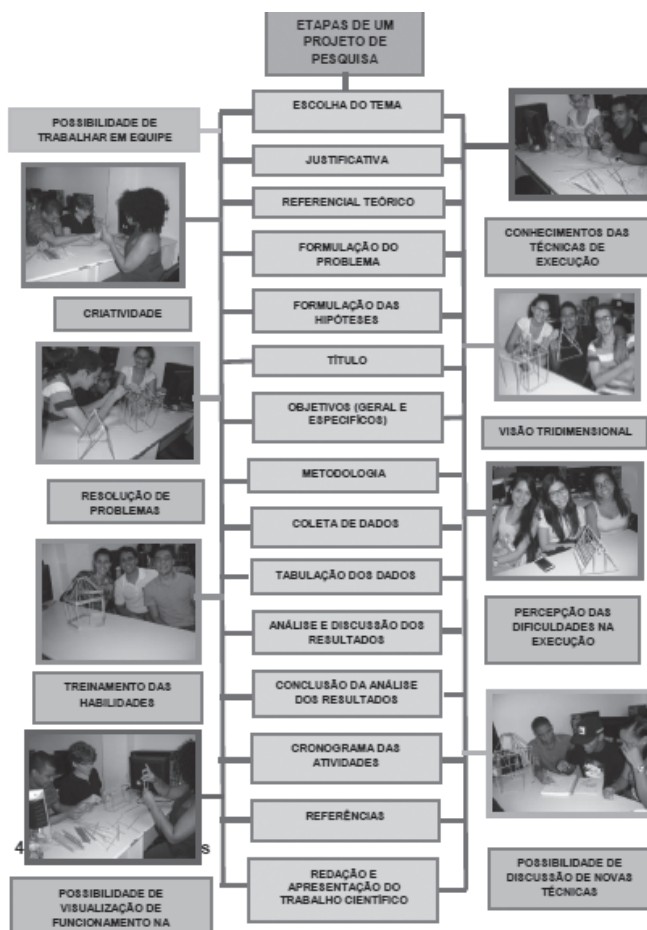 ETAPAS DE UM
PROJETO DE
PESQUISA
ESCOLHA DO TEMA
JUSTIFICATIVA
REFERENCIAL TEÓRICO
FORMULAÇÃO DO
PROBLEMA
FORMULAÇÃO DAS
HIPÓTESES
TÍTULO
OBJETIVOS (GERAL E
ESPECIFÍCOS)
METODOLOGIA
COLETA DE DADOS
TABULAÇÃO DOS DADOS
ANÁLISE E DISCUSSÃO DOS
RESULTADOS
CONCLUSÃO DA ANÁLISE
DOS RESULTADOS
CRONOGRAMA DAS
ATIVIDADES
REFERÊNCIAS
REDAÇÃO E
APRESENTAÇÃO DO
TRABALHO CIENTÍFICO
POSSIBILIDADE DE
TRABALHAR EM EQUIPE
CRIATIVIDADE
RESOLUÇÃO DE
PROBLEMAS
TREINAMENTO DAS
HABILIDADES
4 s
POSSIBILIDADE DE
VISUALIZAÇÃO DE
FUNCIONAMENTO NA
CONHECIMENTOS DAS
TÉCNICAS DE
EXECUÇÃO
VISÃO TRIDIMENSIONAL
PERCEPÇÃO DAS
DIFICULDADES NA
EXECUÇÃO
POSSIBILIDADE DE
DISCUSSÃO DE NOVAS
TÉCNICAS